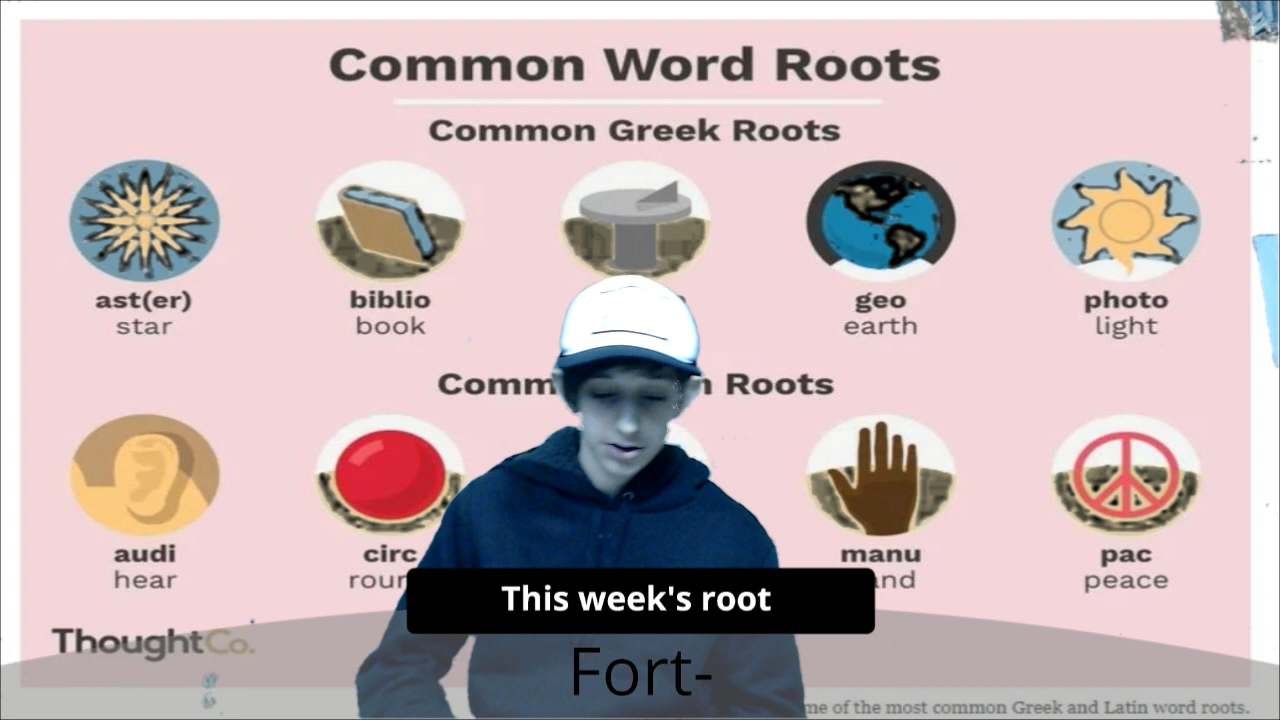 Common Word Roots
Common Greek Roots
ast(er) biblio geo photo
star book earth light
Comm n Roots
audi circ manu pac
hear roun and peace
This week's root
ThoughtCo.
Fort-
me of the most common Greek and Latin word roots.